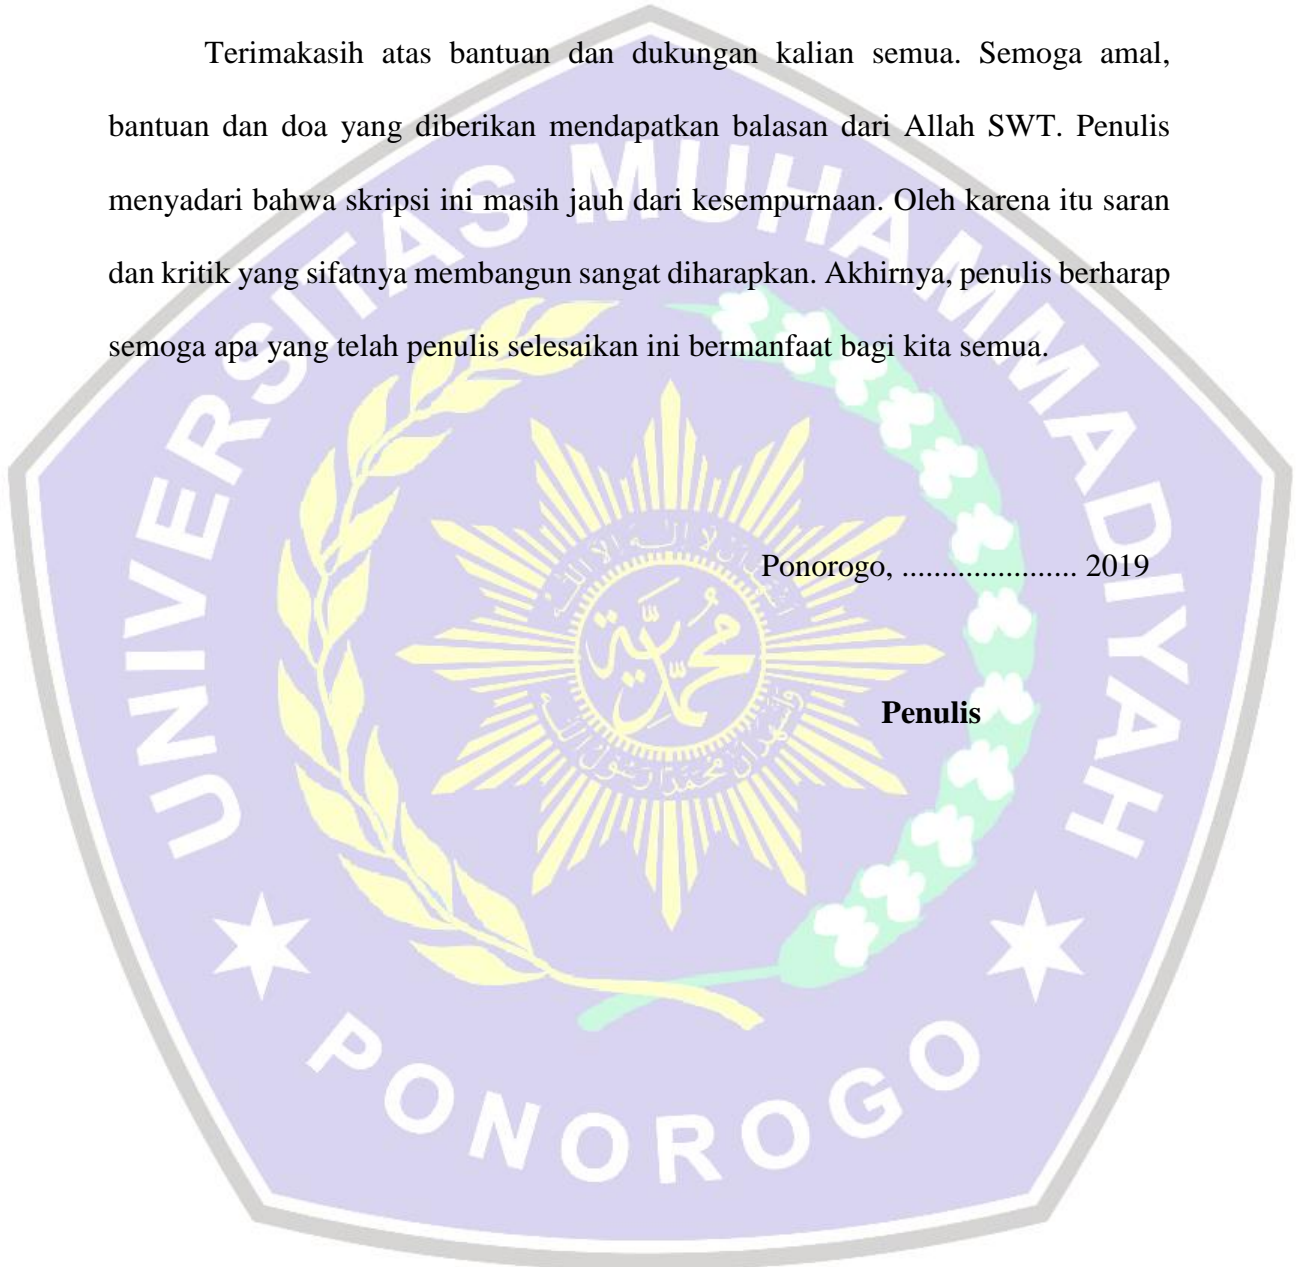 Terimakasih atas bantuan dan dukungan kalian semua. Semoga amal,
bantuan dan doa yang diberikan mendapatkan balasan dari Allah SWT. Penulis
menyadari bahwa skripsi ini masih jauh dari kesempurnaan. Oleh karena itu saran
dan kritik yang sifatnya membangun sangat diharapkan. Akhirnya, penulis berharap
semoga apa yang telah penulis selesaikan ini bermanfaat bagi kita semua.
Ponorogo, ...................... 2019
Penulis
UNIVERSITAS MUHAMMADIYAH
PONOROGO
محمدية